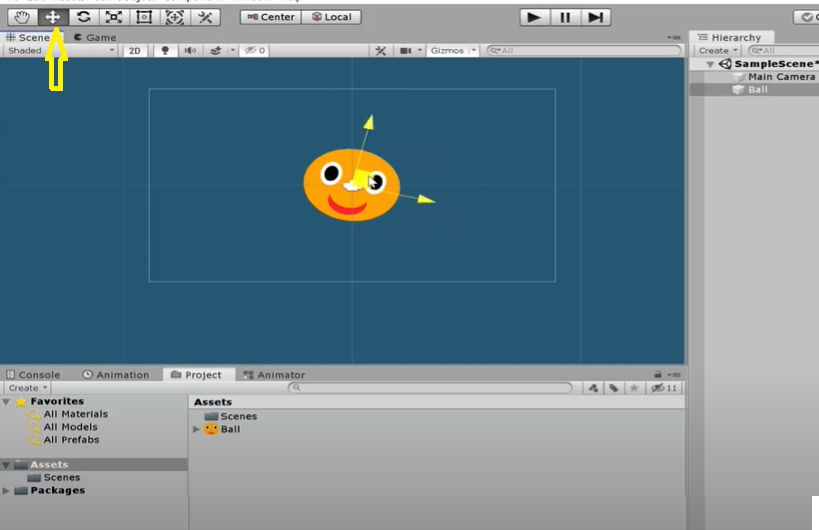 Center Local
Scene Game Hierarchy
Shaded 2D 0 Gizmos All Create All
SampleScene*
Main Camera
Ball
Console Animation Project Animator
Create 11
Favorites Assets
All Materials Scenes
All Models Ball
All Prefabs
Assets
Scenes
Packages